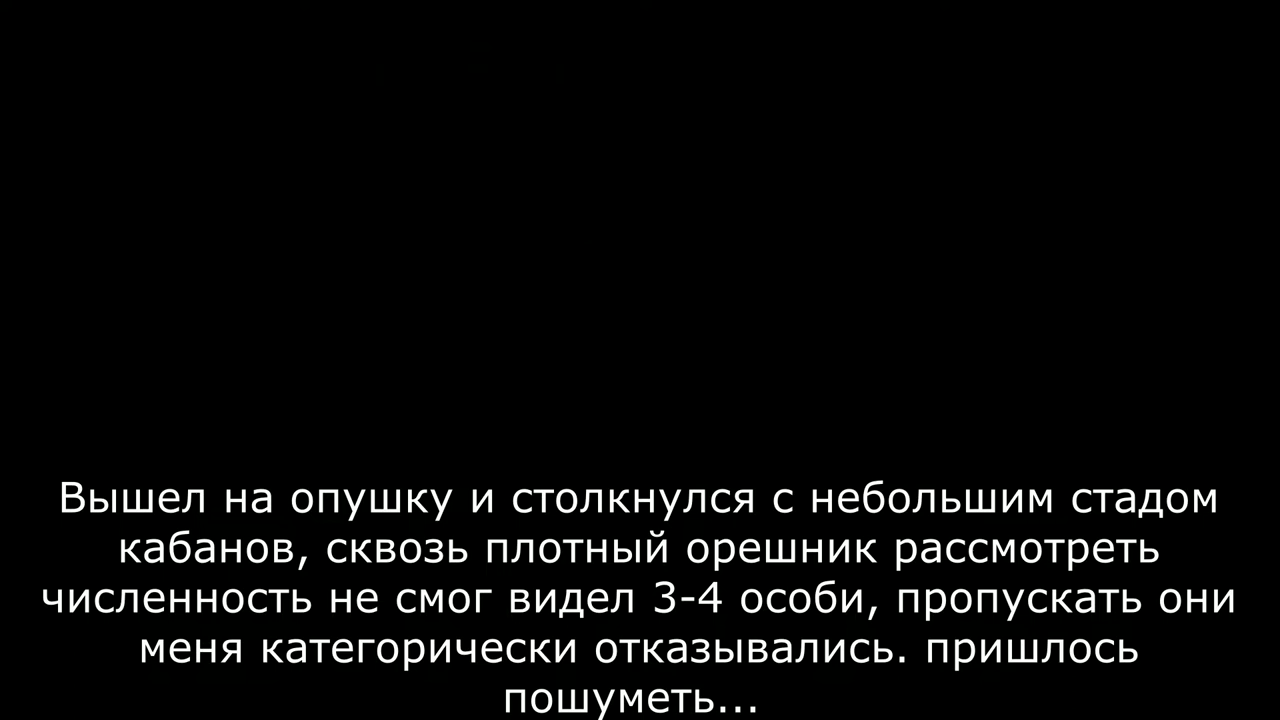 Вышел на опушку и столкнулся с небольшим стадом
кабанов, сквозь плотный орешник рассмотреть
численность не смог видел 3-4 особи, пропускать они
меня категорически отказывались. пришлось
пошуметь...